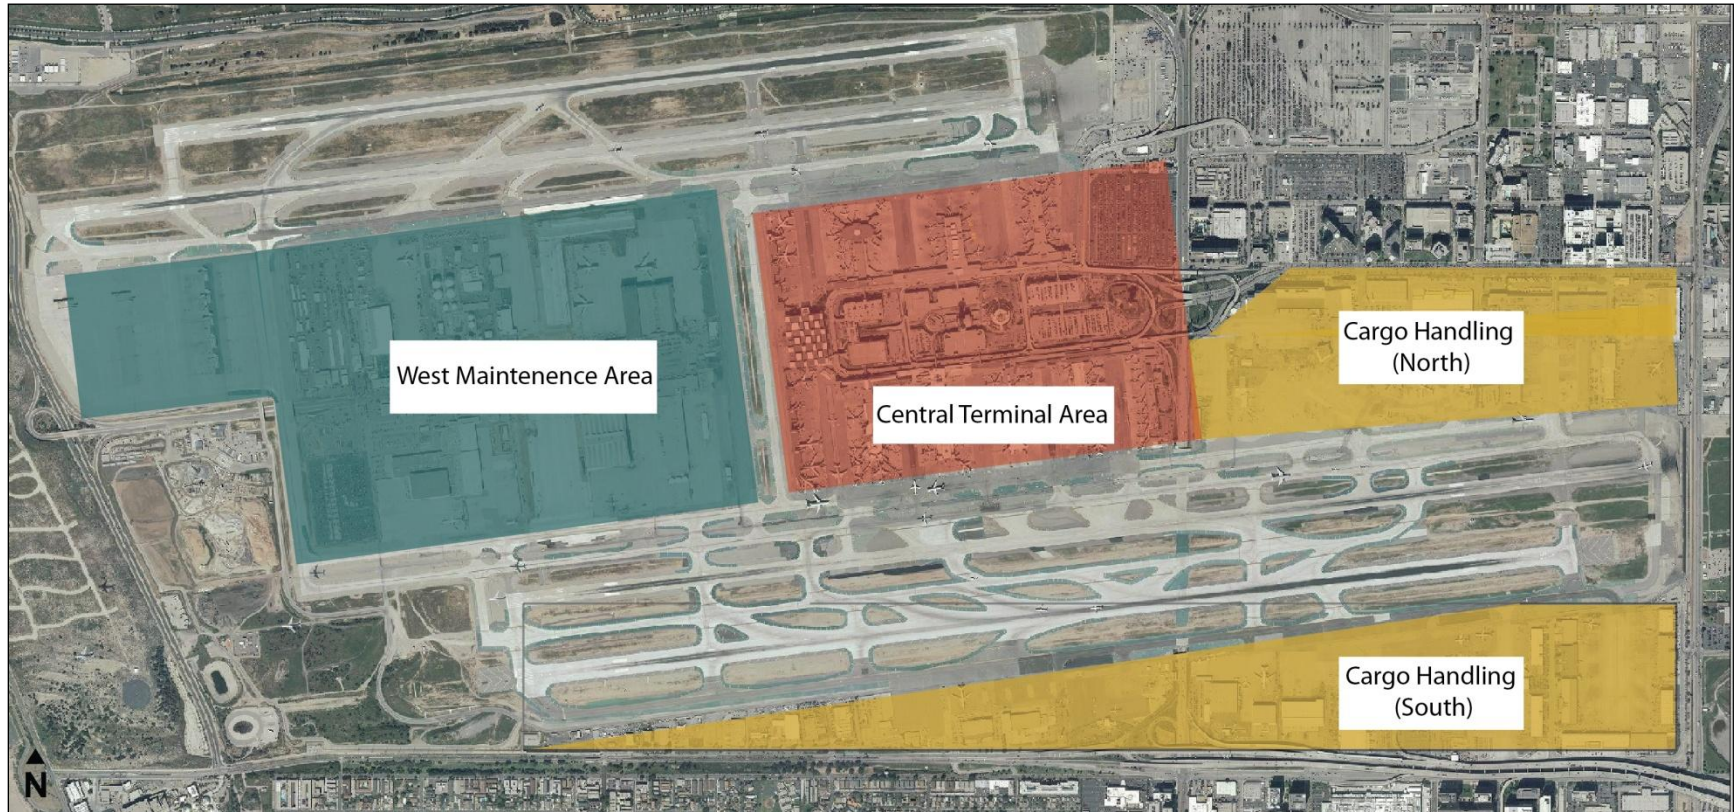 West Maintenence Area
Central Terminal Area
Cargo Handling
(North)
Cargo Handling
(South)
N